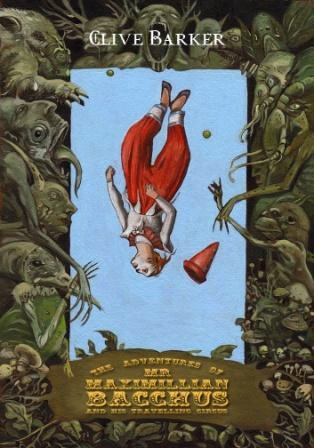 CLIVE BARKER
THE ADVENTURES OF
MR
MAXIMILLIAN
BACCHUS
AND HIS TRAVELLING CIRCUS